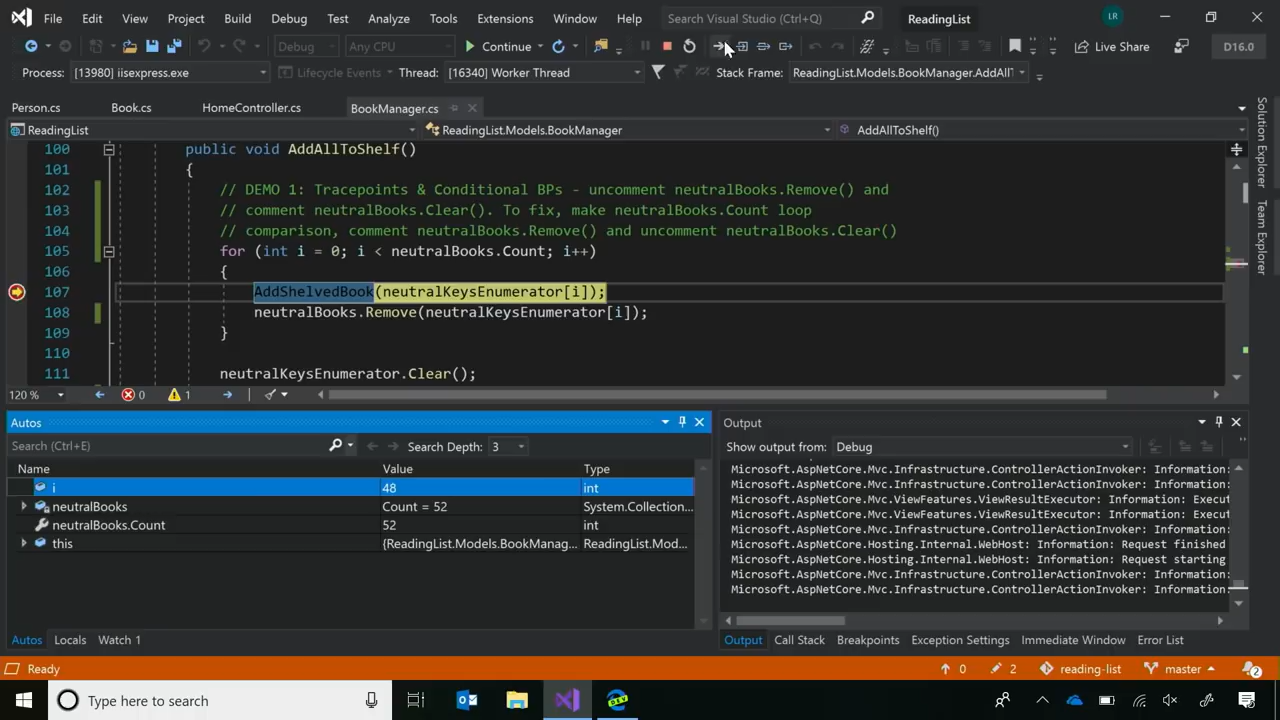 File Edit View Project Build Debug Test Analyze Tools Extensions Window Help Search Visual Studio (Ctrl+Q) ReadingList LR
Debug Any CPU Continue Live Share D16.0
Process: [13980] iisexpress.exe Lifecycle Events Thread: [16340] Worker Thread Stack Frame: ReadingList.Models.BookManager.AddAllT
Person.cs Book.cs HomeController.cs BookManager.cs
ReadingList ReadingList.Models.BookManager AddAllToShelf()
100 public void AddAllToShelf()
101 {
102 // DEMO 1: Tracepoints & Conditional BPs - uncomment neutralBooks.Remove() and
103 // comment neutralBooks.Clear(). To fix, make neutralBooks.Count loop
104 // comparison, comment neutralBooks.Remove() and uncomment neutralBooks.Clear()
105 for (int i = 0; i < neutralBooks.Count; i++)
106 {
107 AddShelvedBook(neutralKeysEnumerator[i]);
108 neutralBooks.Remove(neutralKeysEnumerator[i]);
109 }
110
111 neutralKeysEnumerator.Clear();
120 % 0 1
Solution Explorer
Team Explorer
Autos
Search (Ctrl+E) Search Depth: 3
Name Value Type
i 48 int
neutralBooks Count = 52 System.Collection...
neutralBooks.Count 52 int
this {ReadingList.Models.BookManag... ReadingList.Mod...
Autos Locals Watch 1
Output
Show output from: Debug
Microsoft.AspNetCore.Mvc.Infrastructure.ControllerActionInvoker: Information:
Microsoft.AspNetCore.Mvc.Infrastructure.ControllerActionInvoker: Information:
Microsoft.AspNetCore.Mvc.ViewFeatures.ViewResultExecutor: Information: Execut
Microsoft.AspNetCore.Mvc.ViewFeatures.ViewResultExecutor: Information: Execut
Microsoft.AspNetCore.Mvc.Infrastructure.ControllerActionInvoker: Information:
Microsoft.AspNetCore.Hosting.Internal.WebHost: Information: Request finished
Microsoft.AspNetCore.Hosting.Internal.WebHost: Information: Request starting
Microsoft.AspNetCore.Mvc.Infrastructure.ControllerActionInvoker: Information:
Microsoft.AspNetCore.Mvc.Infrastructure.ControllerActionInvoker: Information:
Output Call Stack Breakpoints Exception Settings Immediate Window Error List
Ready 0 2 reading-list master 2
Type here to search DEV